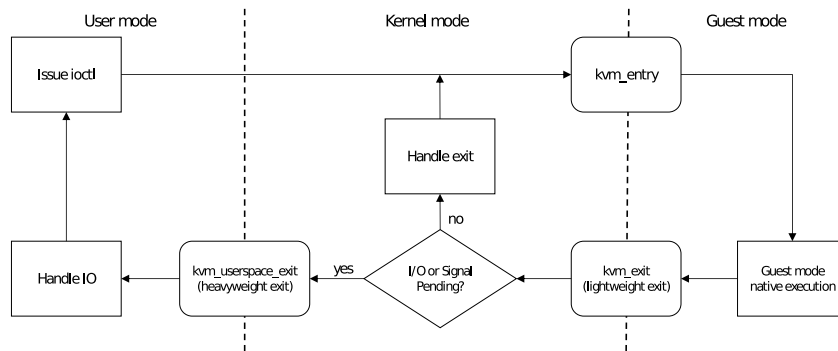 User mode
Kernel mode
Guest mode
Issue ioctl
kvm_entry
Handle exit
no
Handle IO
kvm_userspace_exit
(heavyweight exit)
yes
I/O or Signal
Pending?
kvm_exit
(lightweight exit)
Guest mode
native execution